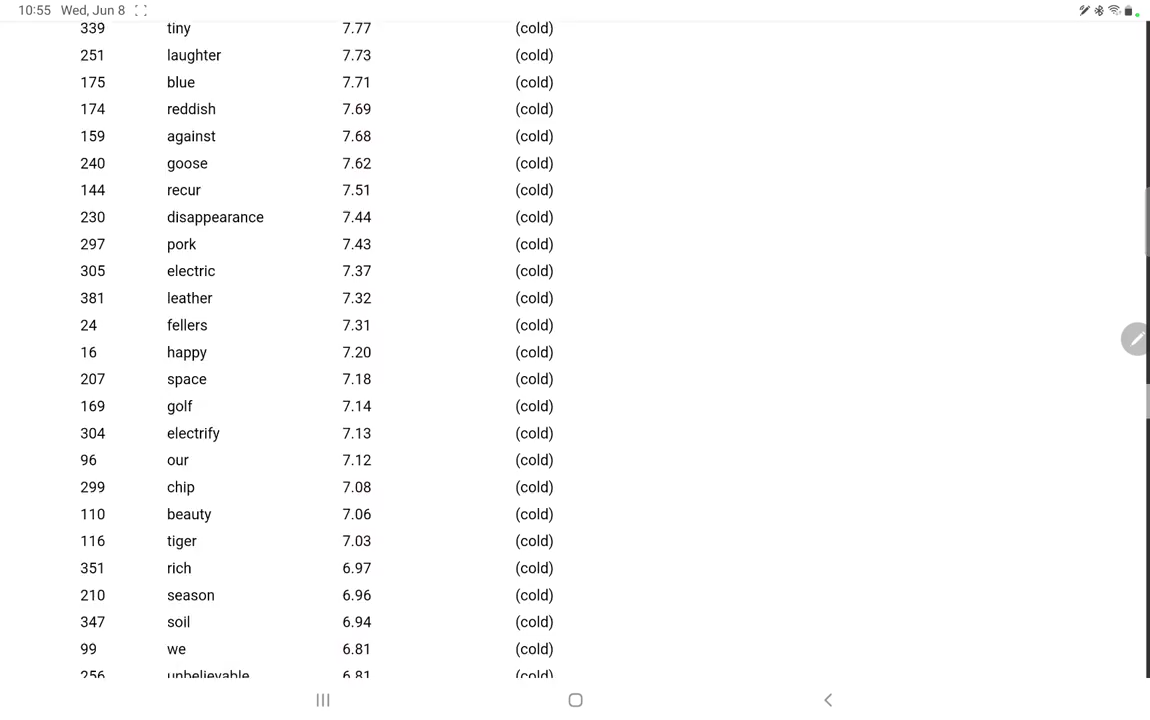 10:55 Wed, Jun 8
339 tiny 7.77 (cold)
251 laughter 7.73 (cold)
175 blue 7.71 (cold)
174 reddish 7.69 (cold)
159 against 7.68 (cold)
240 goose 7.62 (cold)
144 recur 7.51 (cold)
230 disappearance 7.44 (cold)
297 pork 7.43 (cold)
305 electric 7.37 (cold)
381 leather 7.32 (cold)
24 fellers 7.31 (cold)
16 happy 7.20 (cold)
207 space 7.18 (cold)
169 golf 7.14 (cold)
304 electrify 7.13 (cold)
96 our 7.12 (cold)
299 chip 7.08 (cold)
110 beauty 7.06 (cold)
116 tiger 7.03 (cold)
351 rich 6.97 (cold)
210 season 6.96 (cold)
347 soil 6.94 (cold)
99 we 6.81 (cold)
256 unbelievable 6.81 (cold)